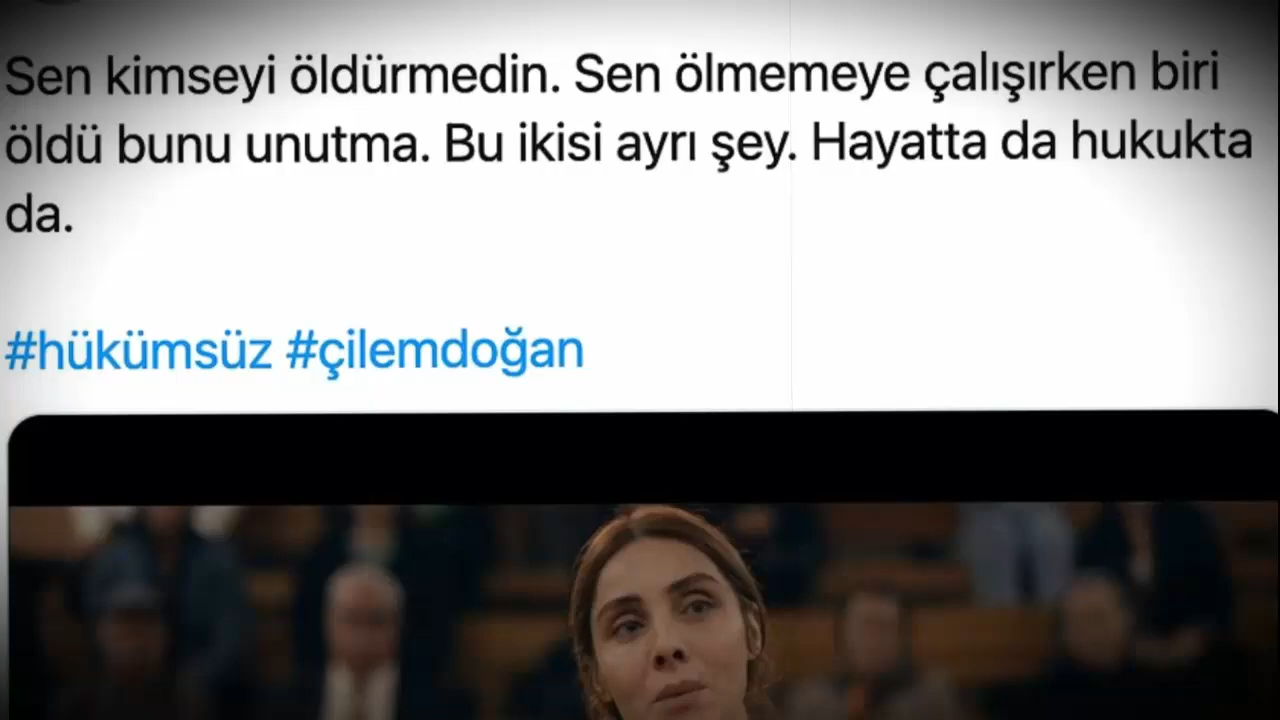 Sen kimseyi öldürmedin. Sen ölmemeye çalışırken biri
öldü bunu unutma. Bu ikisi ayrı şey. Hayatta da hukukta
da.
#hükümsüz #çilemdoğan